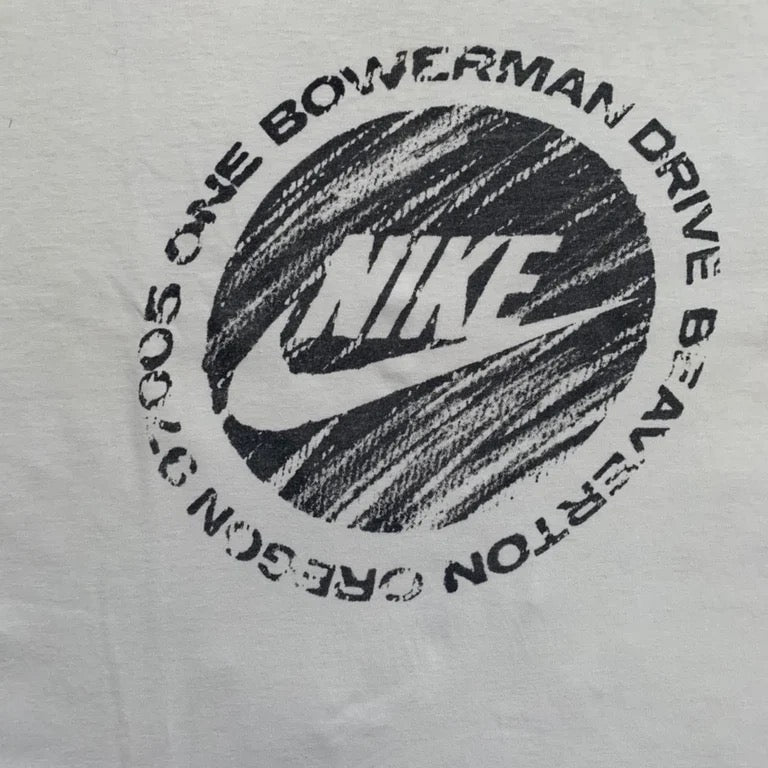 ONE BOWERMAN DRIVE BEAVERTON OREGON 97005
NIKE